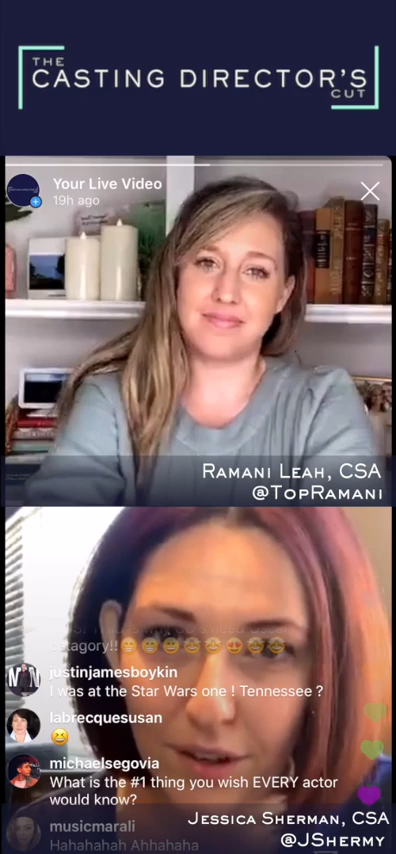 THE
CASTING DIRECTOR'S
CUT
Your Live Video
19h ago
RAMANI LEAH, CSA
@TOPRAMANI
catagory!!😁😁😁🤩🤩😍🤩🤩
justinjamesboykin
I was at the Star Wars one ! Tennessee ?
labrecquesusan
😆
michaelsegovia
What is the #1 thing you wish EVERY actor
would know?
JESSICA SHERMAN, CSA
@JSHERMY
musicmarali
Hahahahah Ahhahaha